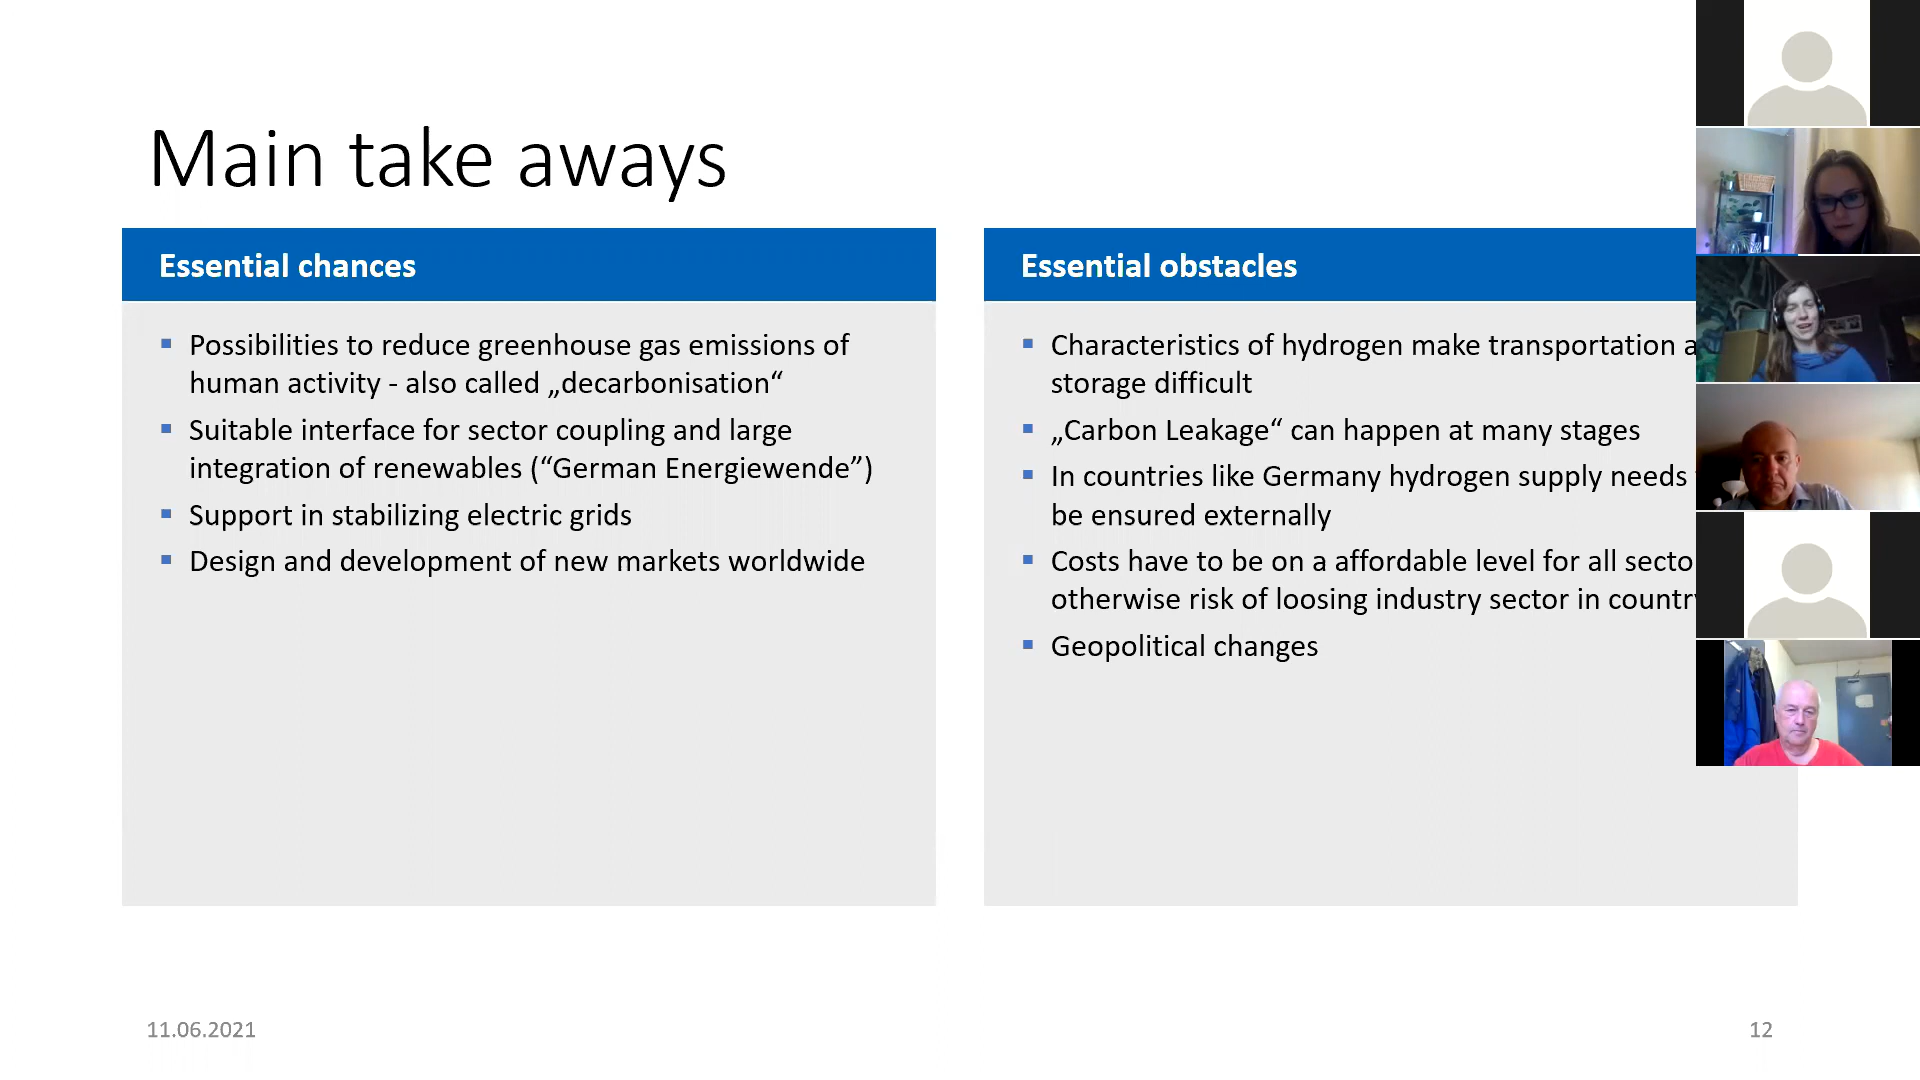 Main take aways
Essential chances
Possibilities to reduce greenhouse gas emissions of
human activity - also called „decarbonisation“
Suitable interface for sector coupling and large
integration of renewables (“German Energiewende”)
Support in stabilizing electric grids
Design and development of new markets worldwide
Essential obstacles
Characteristics of hydrogen make transportation
storage difficult
„Carbon Leakage“ can happen at many stages
In countries like Germany hydrogen supply needs
be ensured externally
Costs have to be on a affordable level for all
otherwise risk of loosing industry sector in
Geopolitical changes
11.06.2021
12